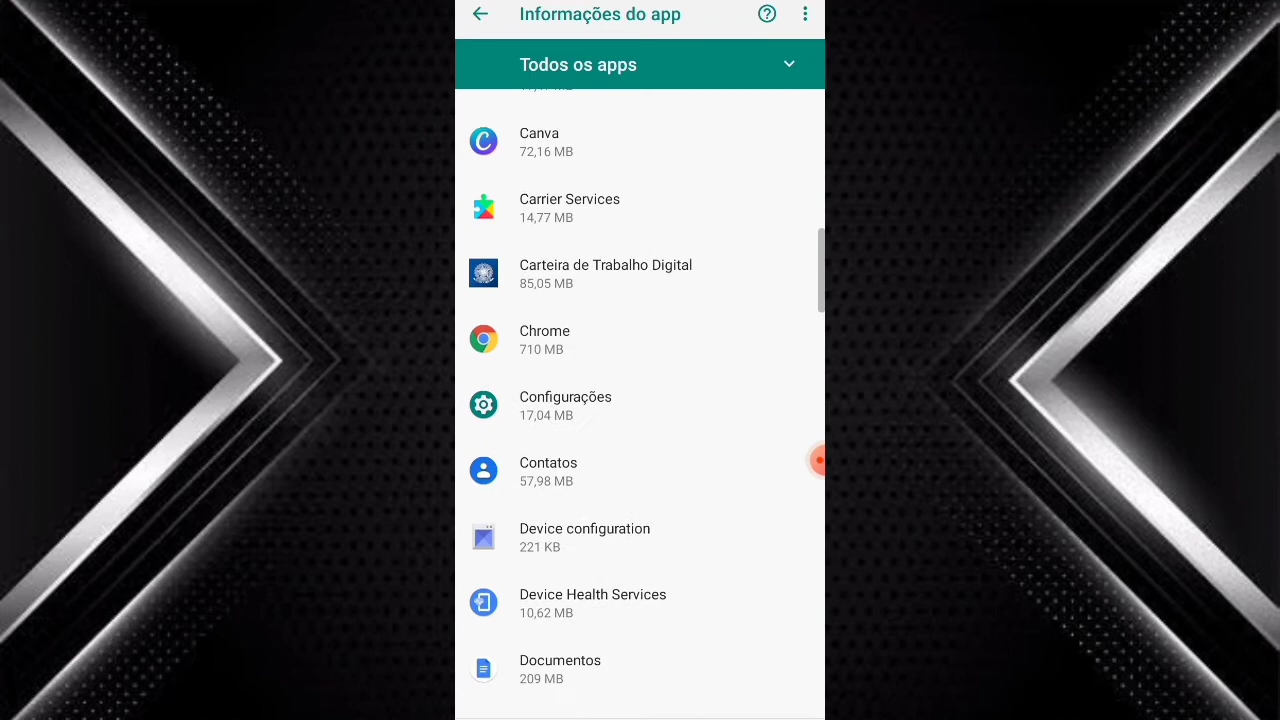 Informações do app
Todos os apps
Canva
72,16 MB
Carrier Services
14,77 MB
Carteira de Trabalho Digital
85,05 MB
Chrome
710 MB
Configurações
17,04 MB
Contatos
57,98 MB
Device configuration
221 KB
Device Health Services
10,62 MB
Documentos
209 MB